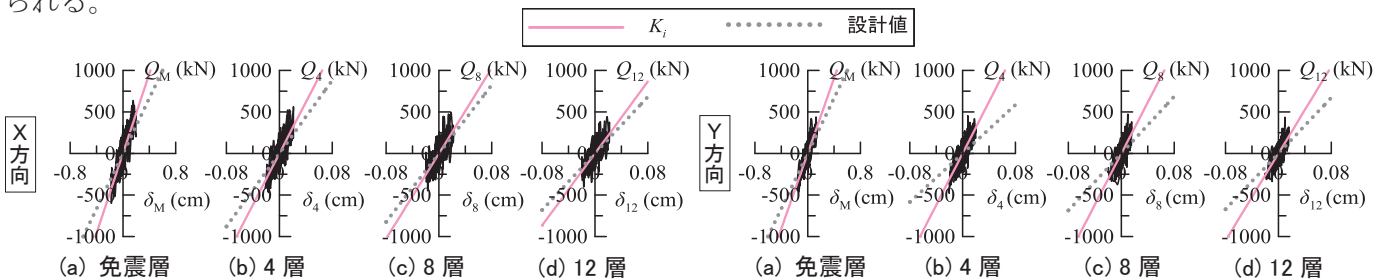 られる。
K_i 設計値
X方向
Q_M (kN) Q_4 (kN) Q_8 (kN) Q_12 (kN)
1000 1000 1000 1000
500 500 500 500
0 0 0 0
-0.8 0.8 -0.08 0.08 -0.08 0.08 -0.08 0.08
-500 δ_M (cm) -500 δ_4 (cm) -500 δ_8 (cm) -500 δ_12 (cm)
-1000 -1000 -1000 -1000
(a) 免震層 (b) 4層 (c) 8層 (d) 12層
Y方向
Q_M (kN) Q_4 (kN) Q_8 (kN) Q_12 (kN)
1000 1000 1000 1000
500 500 500 500
0 0 0 0
-0.8 0.8 -0.08 0.08 -0.08 0.08 -0.08 0.08
-500 δ_M (cm) -500 δ_4 (cm) -500 δ_8 (cm) -500 δ_12 (cm)
-1000 -1000 -1000 -1000
(a) 免震層 (b) 4層 (c) 8層 (d) 12層